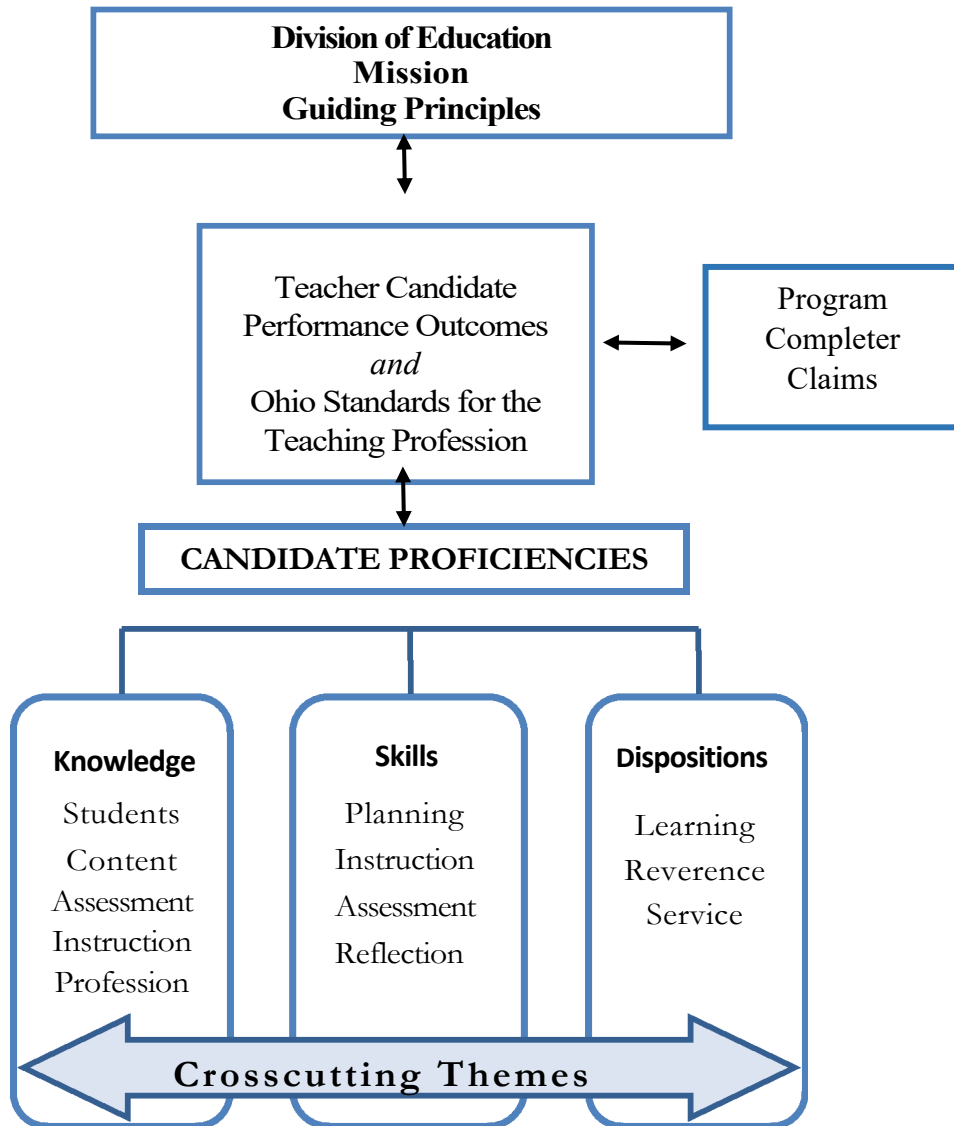 Division of Education
Mission
Guiding Principles
Teacher Candidate
Performance Outcomes
and
Ohio Standards for the
Teaching Profession
Program
Completer
Claims
CANDIDATE PROFICIENCIES
Knowledge
Students
Content
Assessment
Instruction
Profession
Skills
Planning
Instruction
Assessment
Reflection
Dispositions
Learning
Reverence
Service
Crosscutting Themes